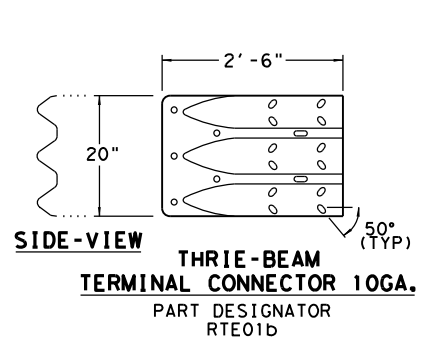 2'-6"
20"
50°
(TYP)
SIDE-VIEW
THRIE-BEAM
TERMINAL CONNECTOR 10GA.
PART DESIGNATOR
RTE01b